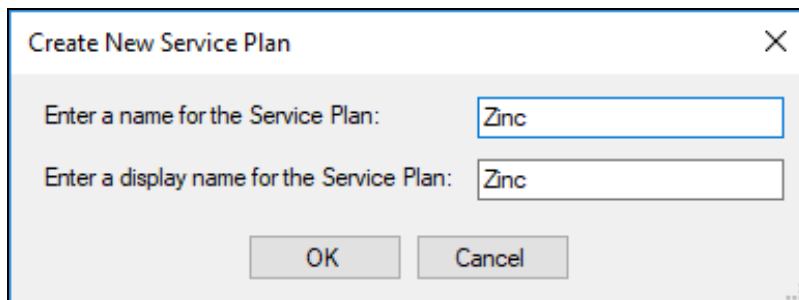 Create New Service Plan
Enter a name for the Service Plan: Zinc
Enter a display name for the Service Plan: Zinc
OK Cancel